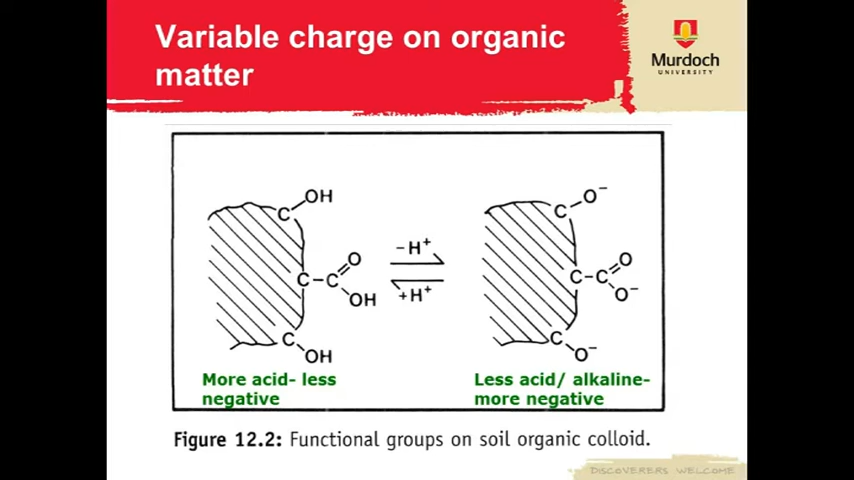 Variable charge on organic
matter
Murdoch
UNIVERSITY
OH
C
C-C
O
OH
C
OH
-H⁺
+H⁺
O⁻
C
C-C
O
O⁻
C
O⁻
More acid- less
negative
Less acid/ alkaline-
more negative
Figure 12.2: Functional groups on soil organic colloid.
DISCOVERERS WELCOME